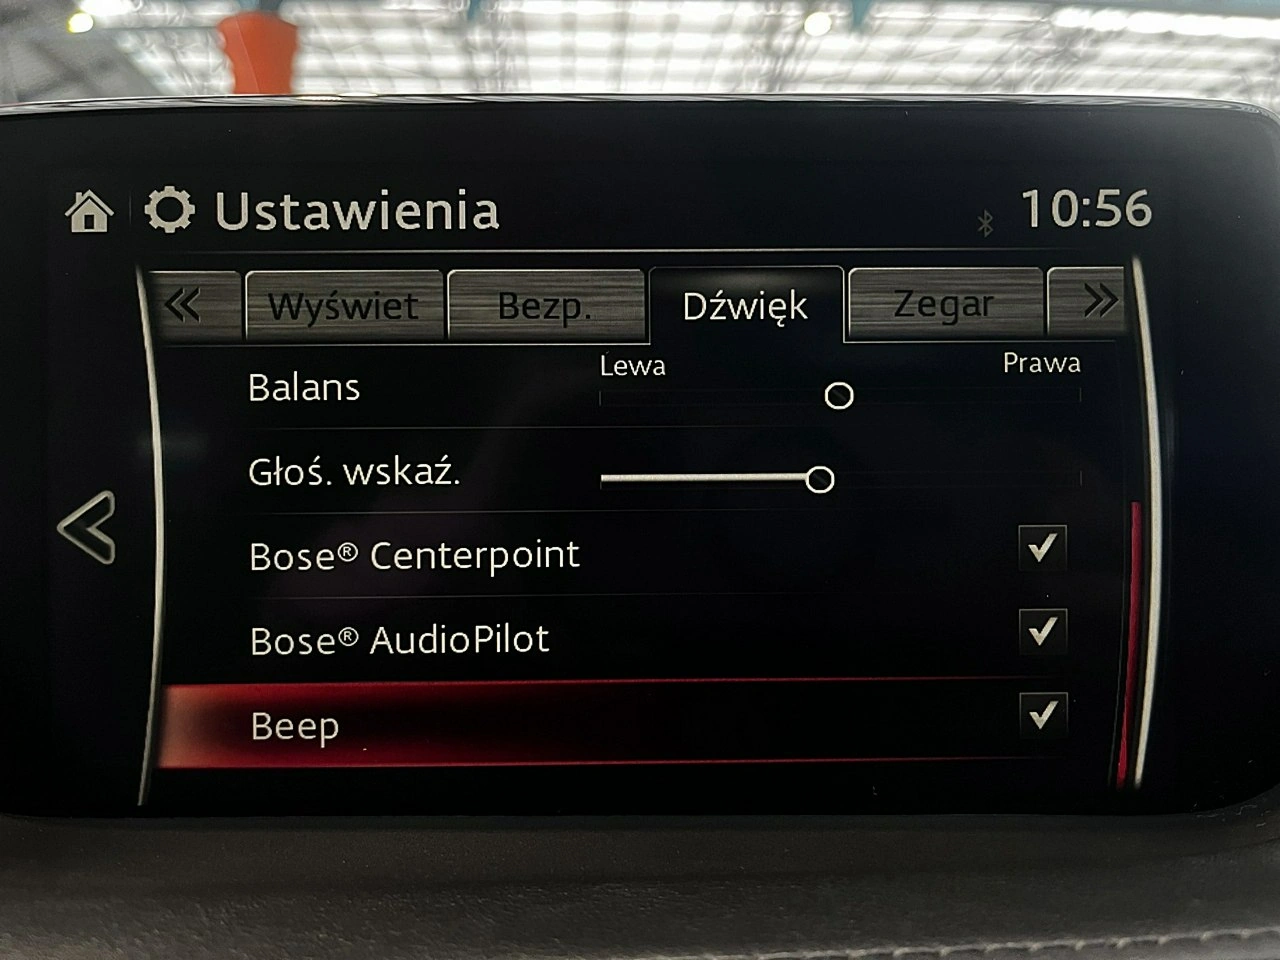 Ustawienia 10:56
« Wyświet Bezp. Dźwięk Zegar »
Lewa Prawa
Balans
Głoś. wskaź.
Bose® Centerpoint
Bose® AudioPilot
Beep